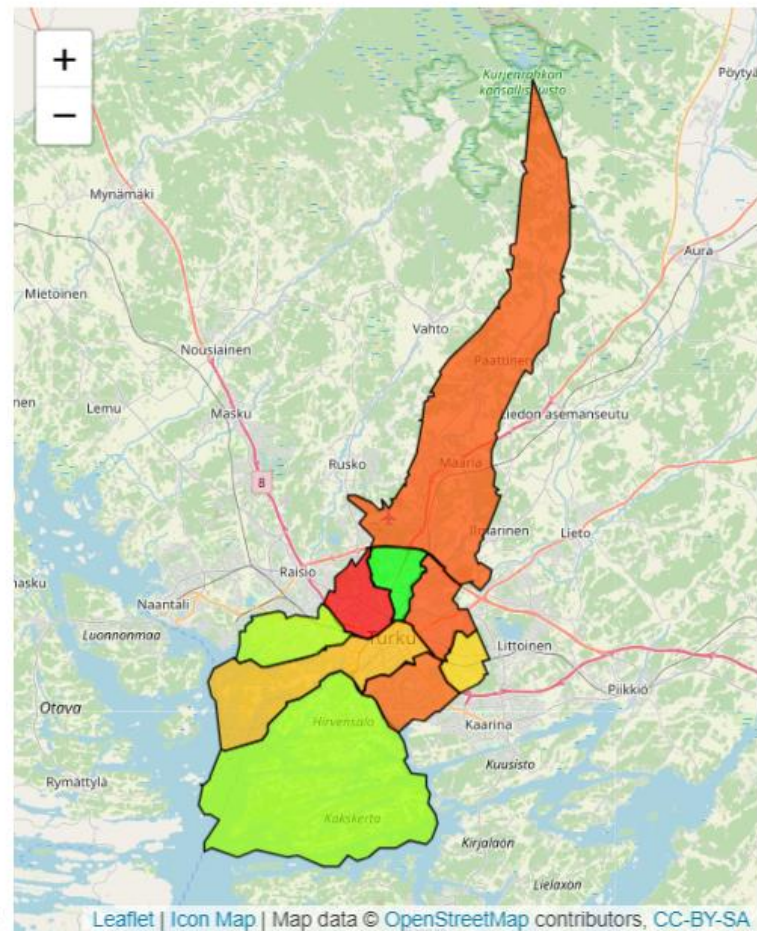 +
−
Kurjenrahkan
kansallispuisto
Pöytyä
Mynämäki
Aura
Mietoinen
Vahto
Nousiainen
Paattinen
Lemu
Masku
Liedon asemanseutu
Rusko
Maaria
8
Ilmarinen
Lieto
Raisio
Naantali
Luonnonmaa
Turku
Littoinen
Piikkiö
Otava
Hirvensalo
Kaarina
Kuusisto
Rymättylä
Kakskerta
Kirjalaön
Lielaxön
Leaflet | Icon Map | Map data © OpenStreetMap contributors, CC-BY-SA